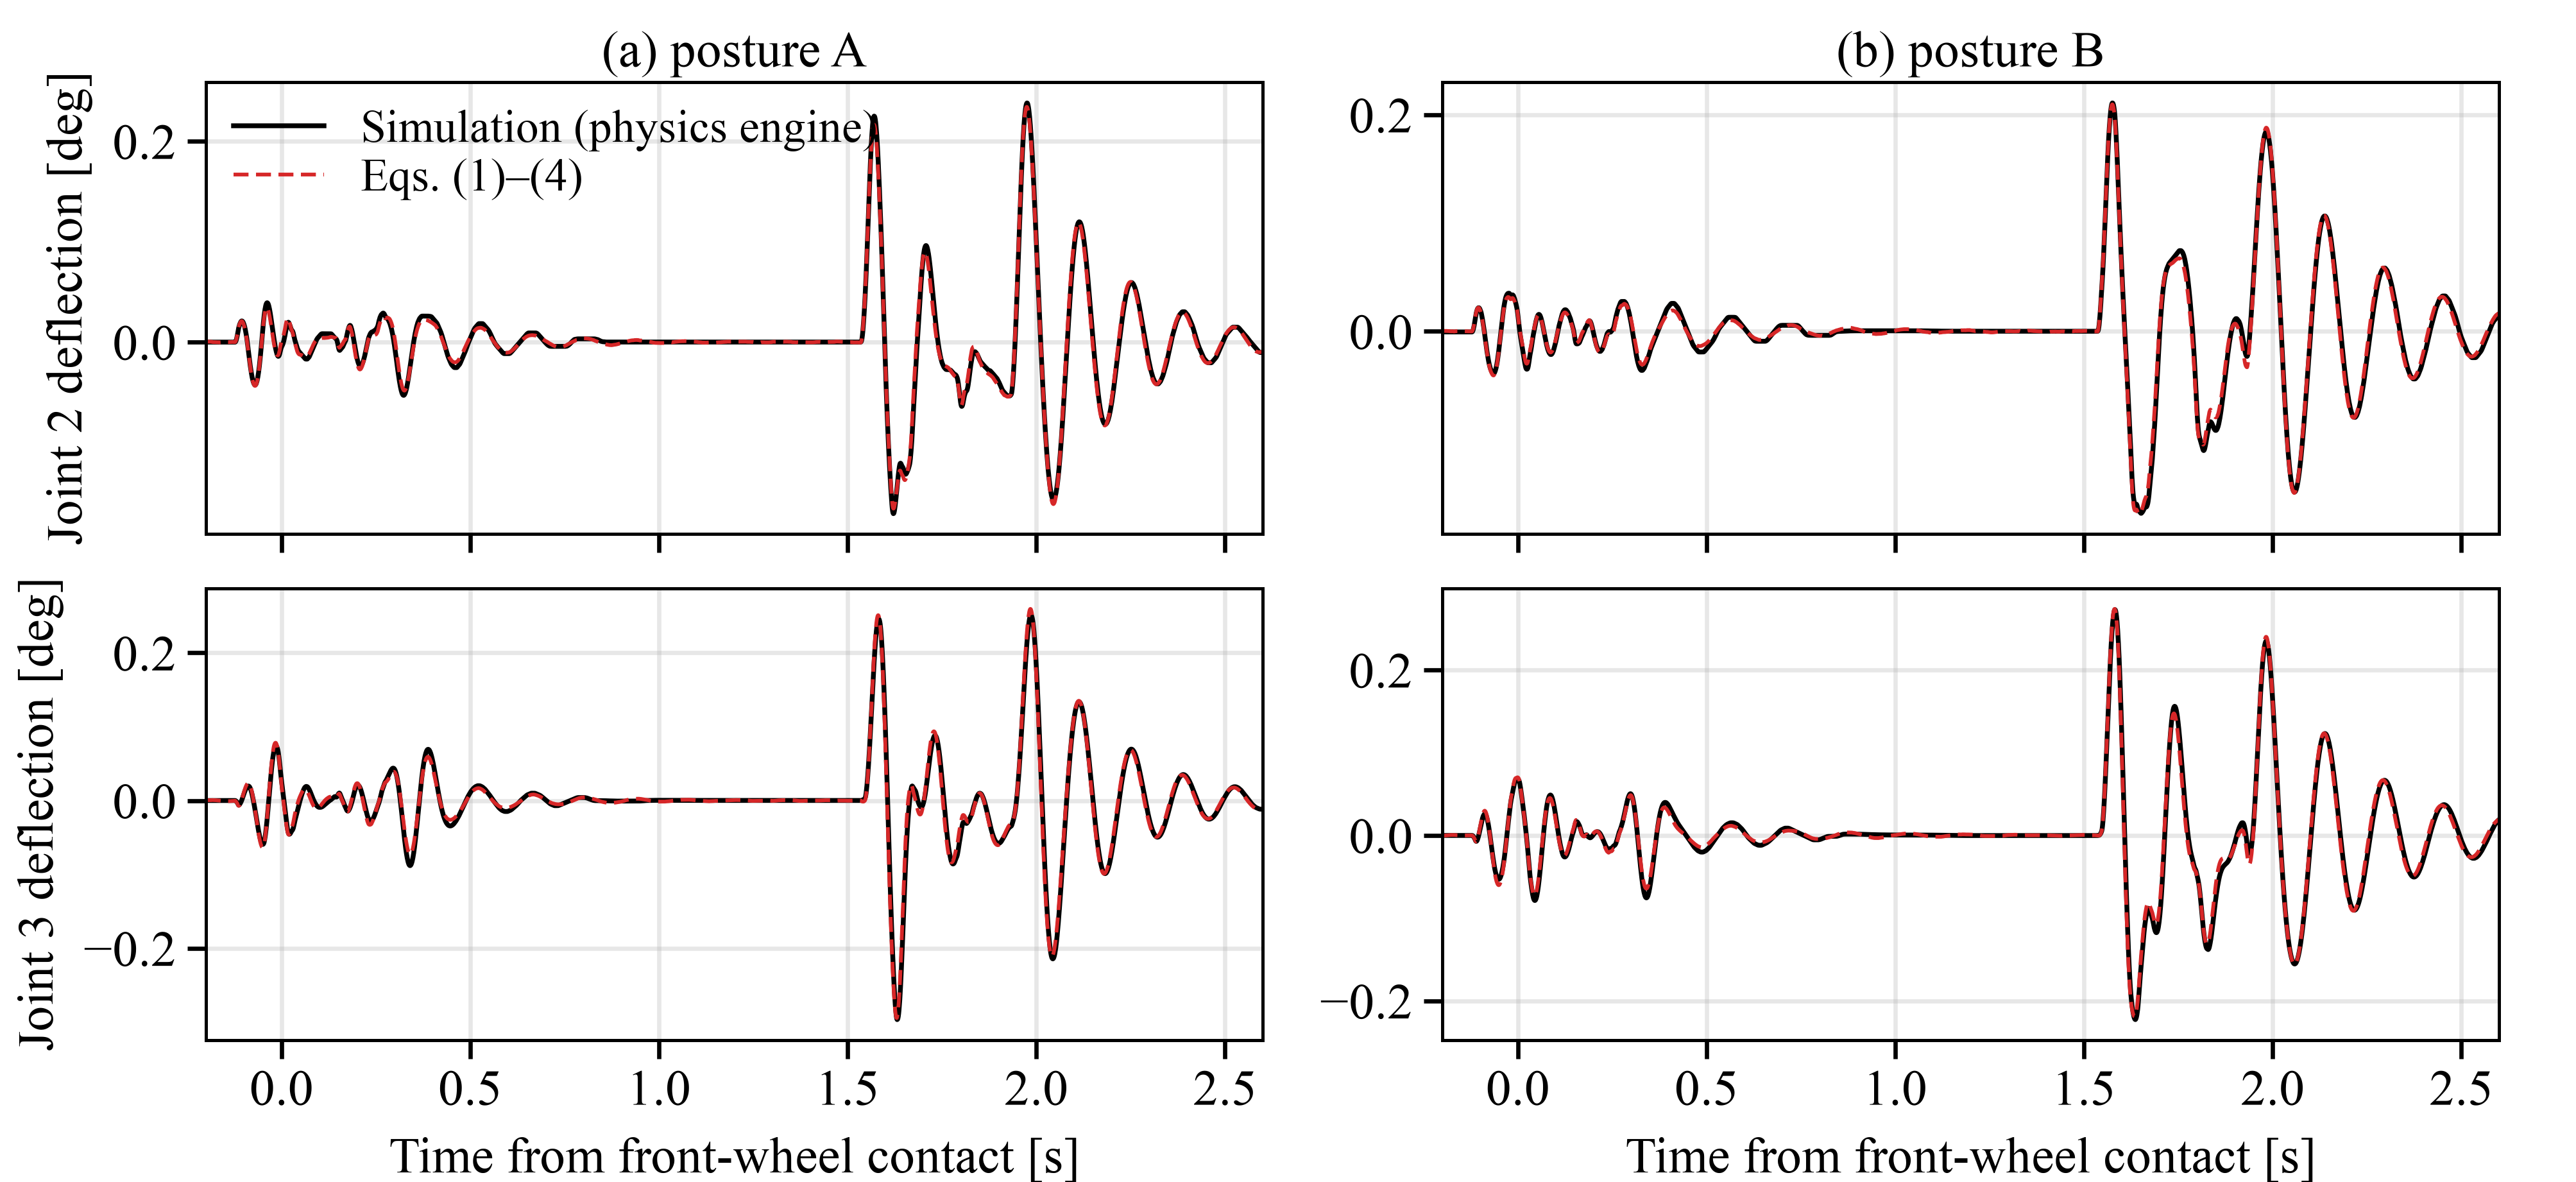 (a) posture A
(b) posture B
Joint 2 deflection [deg]
0.2
0.0
Simulation (physics engine)
Eqs. (1)–(4)
0.2
0.0
Joint 3 deflection [deg]
0.2
0.0
−0.2
0.2
0.0
−0.2
0.0 0.5 1.0 1.5 2.0 2.5
0.0 0.5 1.0 1.5 2.0 2.5
Time from front-wheel contact [s]
Time from front-wheel contact [s]